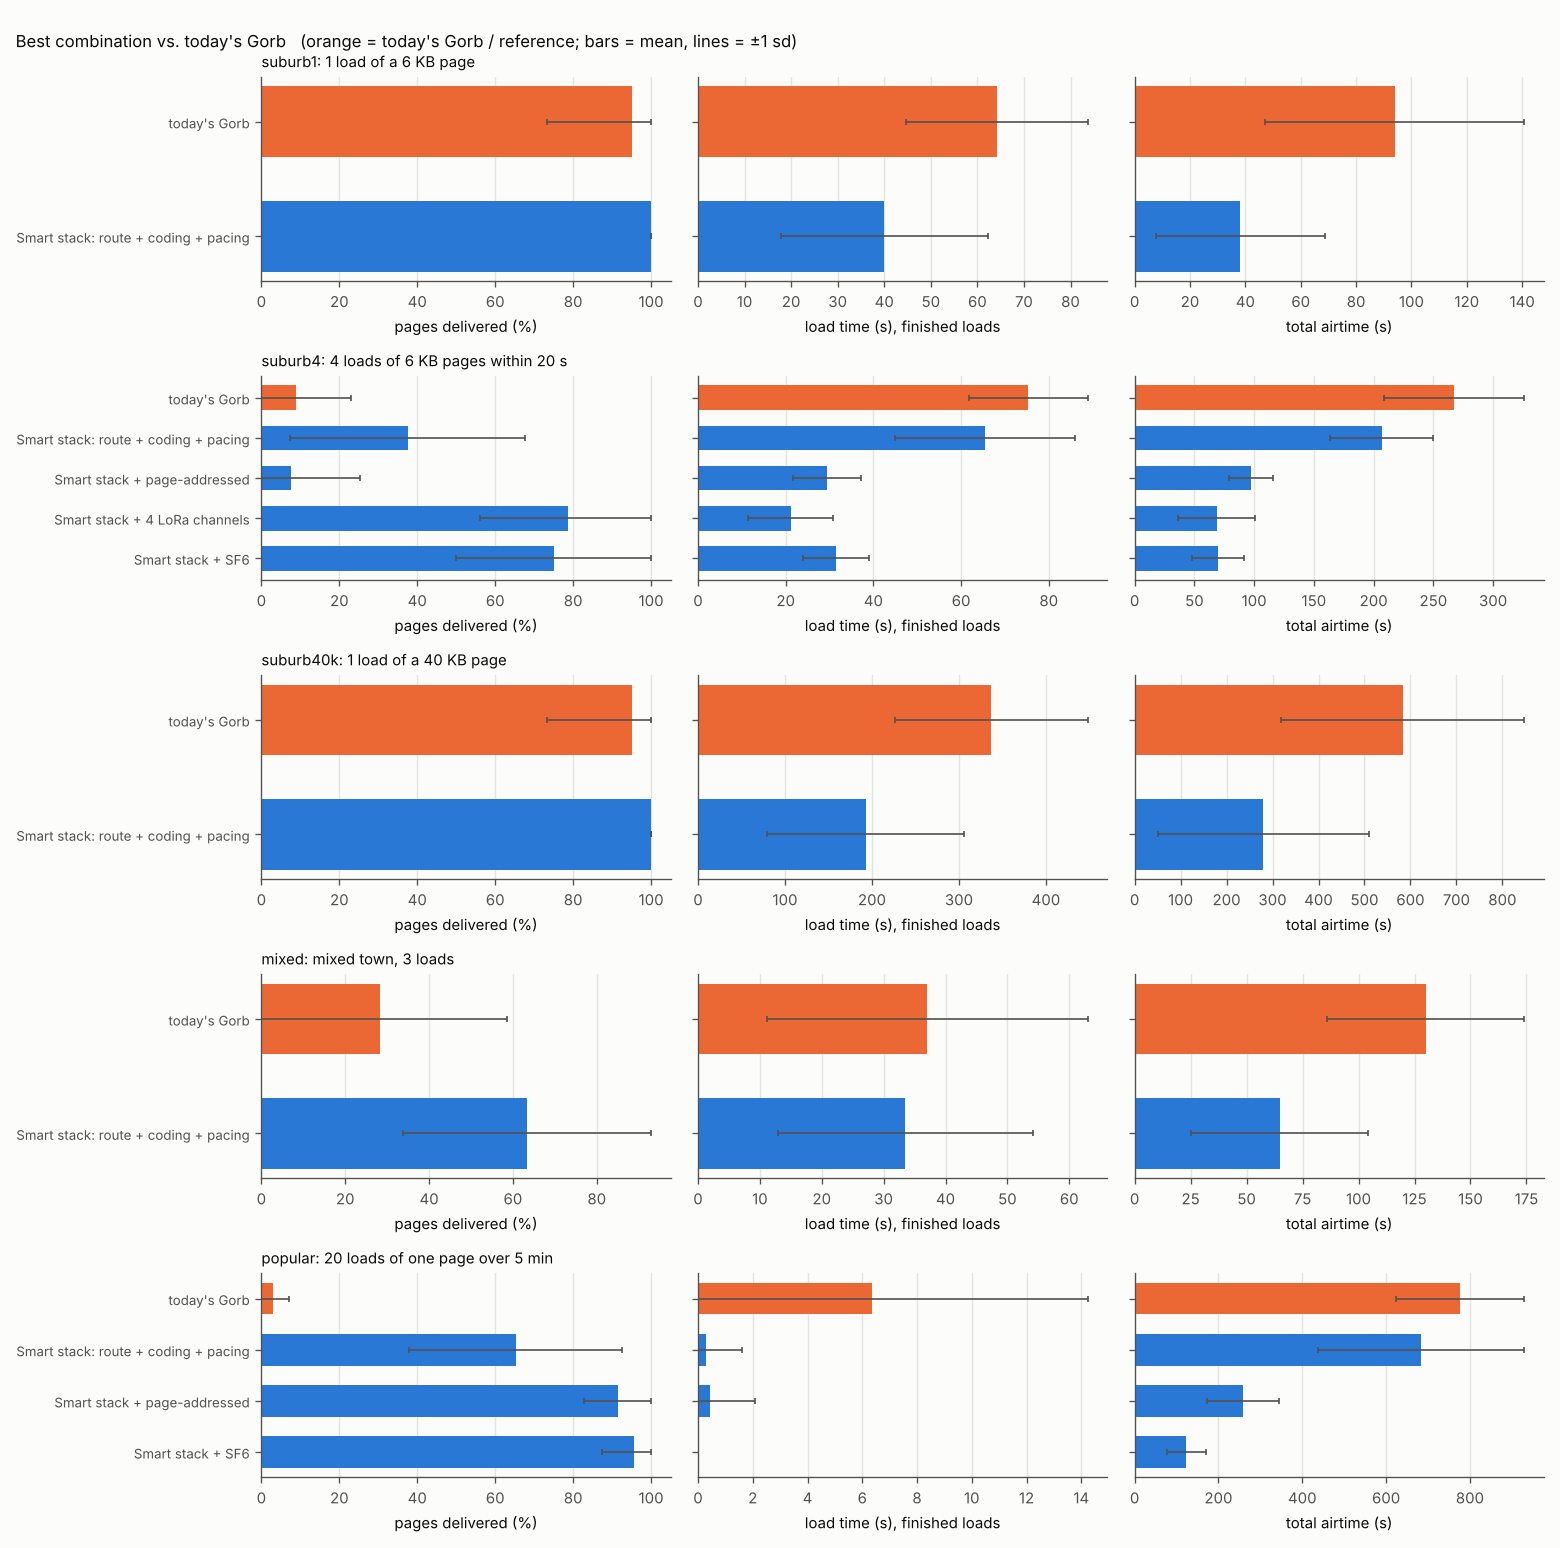 Best combination vs. today's Gorb (orange = today's Gorb / reference; bars = mean, lines = ±1 sd)
suburb1: 1 load of a 6 KB page
today's Gorb
Smart stack: route + coding + pacing
0 20 40 60 80 100
0 10 20 30 40 50 60 70 80
0 20 40 60 80 100 120 140
pages delivered (%)
load time (s), finished loads
total airtime (s)
suburb4: 4 loads of 6 KB pages within 20 s
today's Gorb
Smart stack: route + coding + pacing
Smart stack + page-addressed
Smart stack + 4 LoRa channels
Smart stack + SF6
0 20 40 60 80 100
0 20 40 60 80
0 50 100 150 200 250 300
pages delivered (%)
load time (s), finished loads
total airtime (s)
suburb40k: 1 load of a 40 KB page
today's Gorb
Smart stack: route + coding + pacing
0 20 40 60 80 100
0 100 200 300 400
0 100 200 300 400 500 600 700 800
pages delivered (%)
load time (s), finished loads
total airtime (s)
mixed: mixed town, 3 loads
today's Gorb
Smart stack: route + coding + pacing
0 20 40 60 80
0 10 20 30 40 50 60
0 25 50 75 100 125 150 175
pages delivered (%)
load time (s), finished loads
total airtime (s)
popular: 20 loads of one page over 5 min
today's Gorb
Smart stack: route + coding + pacing
Smart stack + page-addressed
Smart stack + SF6
0 20 40 60 80 100
0 2 4 6 8 10 12 14
0 200 400 600 800
pages delivered (%)
load time (s), finished loads
total airtime (s)